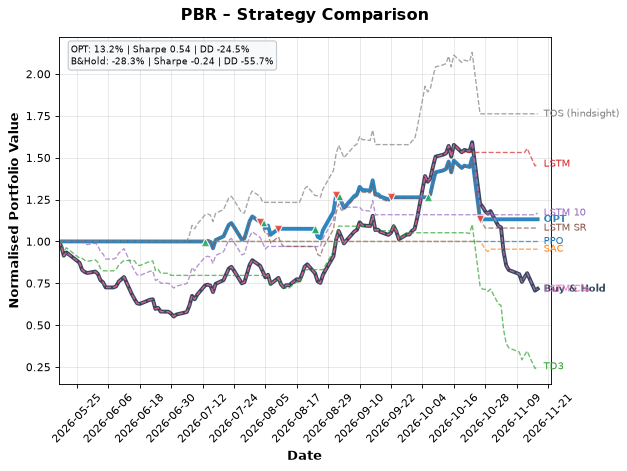 PBR – Strategy Comparison
OPT: 13.2% | Sharpe 0.54 | DD -24.5%
B&Hold: -28.3% | Sharpe -0.24 | DD -55.7%
Normalised Portfolio Value
2.00
1.75
1.50
1.25
1.00
0.75
0.50
0.25
TOS (hindsight)
LSTM
LSTM 10
OPT
LSTM SR
PPO
SAC
Buy & Hold
TD3
2026-05-25
2026-06-06
2026-06-18
2026-06-30
2026-07-12
2026-07-24
2026-08-05
2026-08-17
2026-08-29
2026-09-10
2026-09-22
2026-10-04
2026-10-16
2026-10-28
2026-11-09
2026-11-21
Date